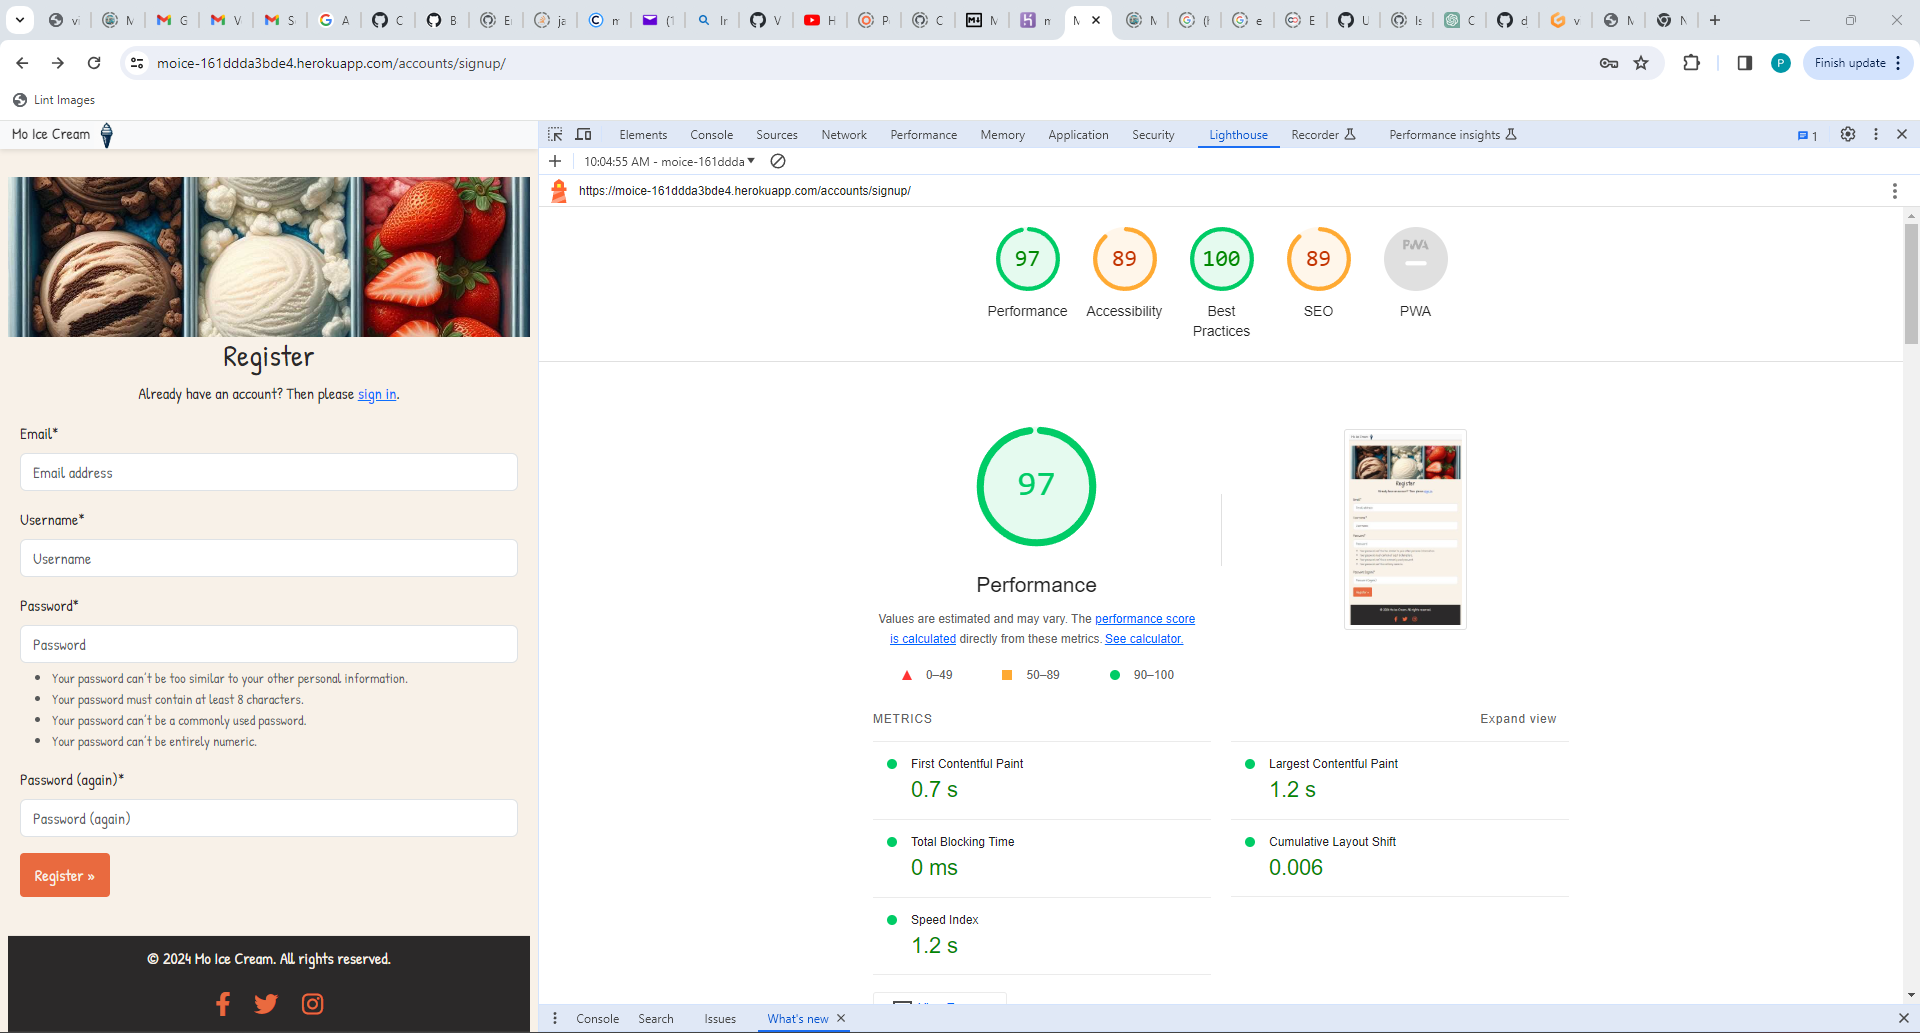 moice-161ddda3bde4.herokuapp.com/accounts/signup/
Finish update
Lint Images
Mo Ice Cream
Register
Already have an account? Then please sign in.
Email*
Email address
Username*
Username
Password*
Password
Your password can't be too similar to your other personal information.
Your password must contain at least 8 characters.
Your password can't be a commonly used password.
Your password can't be entirely numeric.
Password (again)*
Password (again)
Register »
© 2024 Mo Ice Cream. All rights reserved.
Elements Console Sources Network Performance Memory Application Security Lighthouse Recorder Performance insights 1
10:04:55 AM - moice-161ddda
https://moice-161ddda3bde4.herokuapp.com/accounts/signup/
97 89 100 89 PWA
Performance Accessibility Best Practices SEO PWA
97
Performance
Values are estimated and may vary. The performance score
is calculated directly from these metrics. See calculator.
0–49 50–89 90–100
METRICS Expand view
First Contentful Paint
0.7 s
Largest Contentful Paint
1.2 s
Total Blocking Time
0 ms
Cumulative Layout Shift
0.006
Speed Index
1.2 s
Console Search Issues What's new